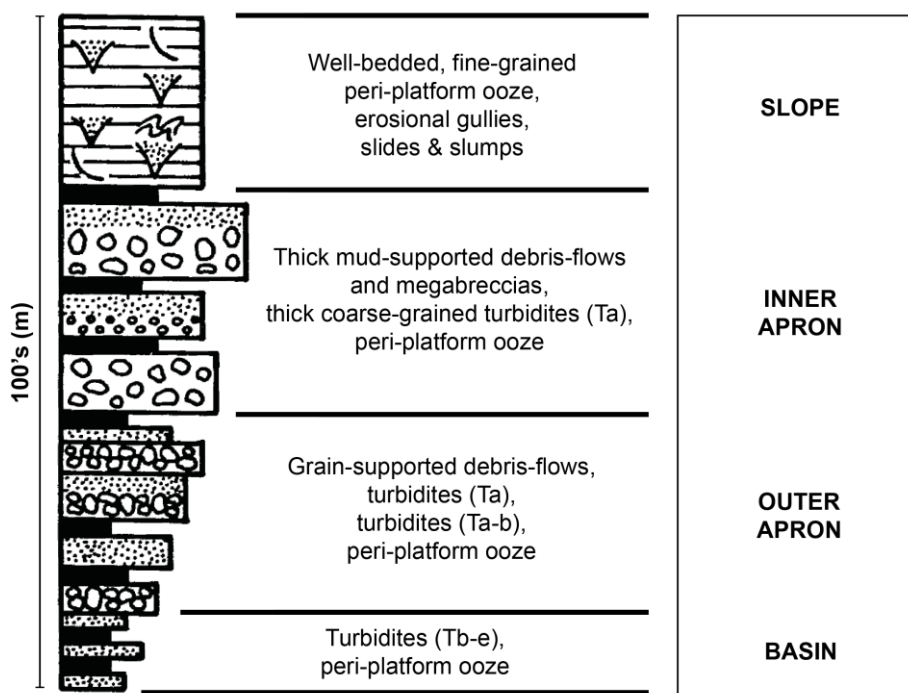 100's (m)
Well-bedded, fine-grained
peri-platform ooze,
erosional gullies,
slides & slumps
SLOPE
Thick mud-supported debris-flows
and megabreccias,
thick coarse-grained turbidites (Ta),
peri-platform ooze
INNER
APRON
Grain-supported debris-flows,
turbidites (Ta),
turbidites (Ta-b),
peri-platform ooze
OUTER
APRON
Turbidites (Tb-e),
peri-platform ooze
BASIN